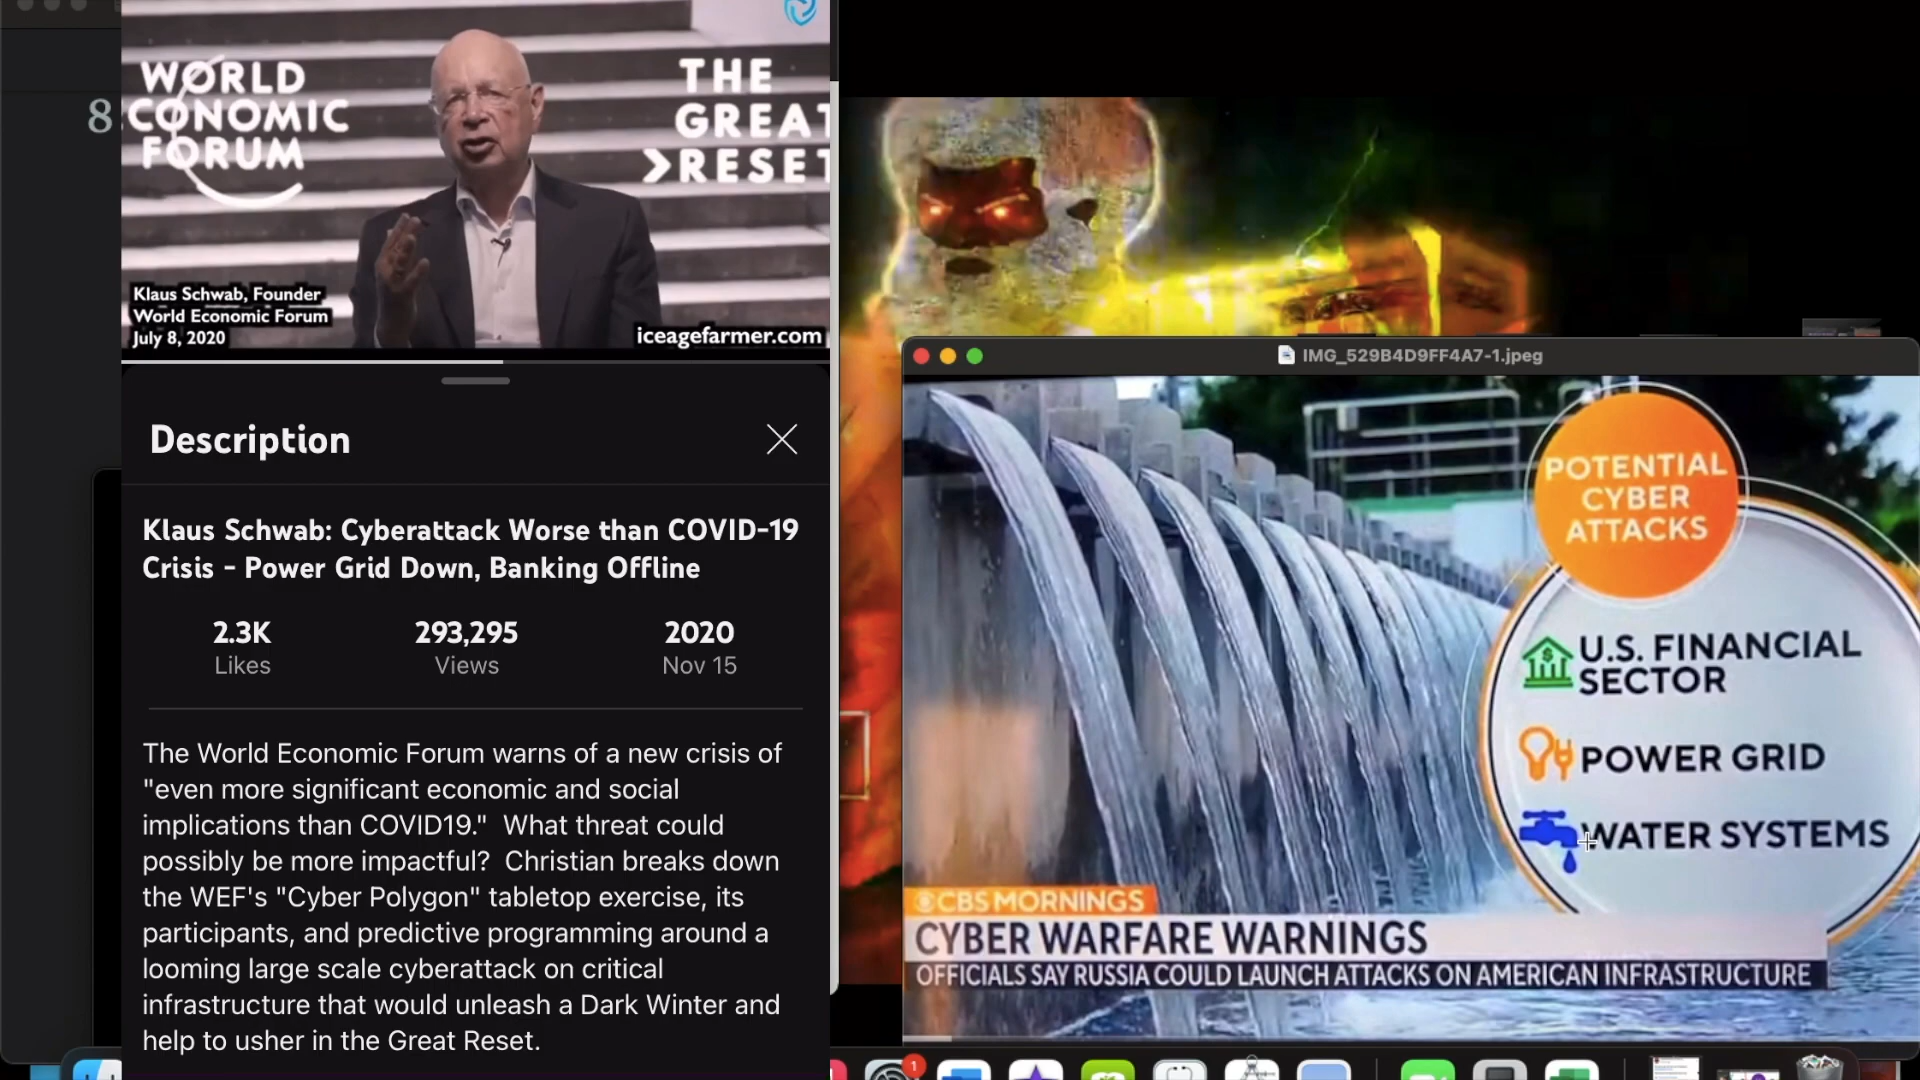 8
WORLD
ECONOMIC
FORUM
THE
GREAT
>RESET
Klaus Schwab, Founder
World Economic Forum
July 8, 2020
iceagefarmer.com
Description
Klaus Schwab: Cyberattack Worse than COVID-19
Crisis - Power Grid Down, Banking Offline
2.3K
Likes
293,295
Views
2020
Nov 15
The World Economic Forum warns of a new crisis of
"even more significant economic and social
implications than COVID19."  What threat could
possibly be more impactful?  Christian breaks down
the WEF's "Cyber Polygon" tabletop exercise, its
participants, and predictive programming around a
looming large scale cyberattack on critical
infrastructure that would unleash a Dark Winter and
help to usher in the Great Reset.
IMG_529B4D9FF4A7-1.jpeg
POTENTIAL
CYBER
ATTACKS
U.S. FINANCIAL
SECTOR
POWER GRID
WATER SYSTEMS
CBS MORNINGS
CYBER WARFARE WARNINGS
OFFICIALS SAY RUSSIA COULD LAUNCH ATTACKS ON AMERICAN INFRASTRUCTURE
1